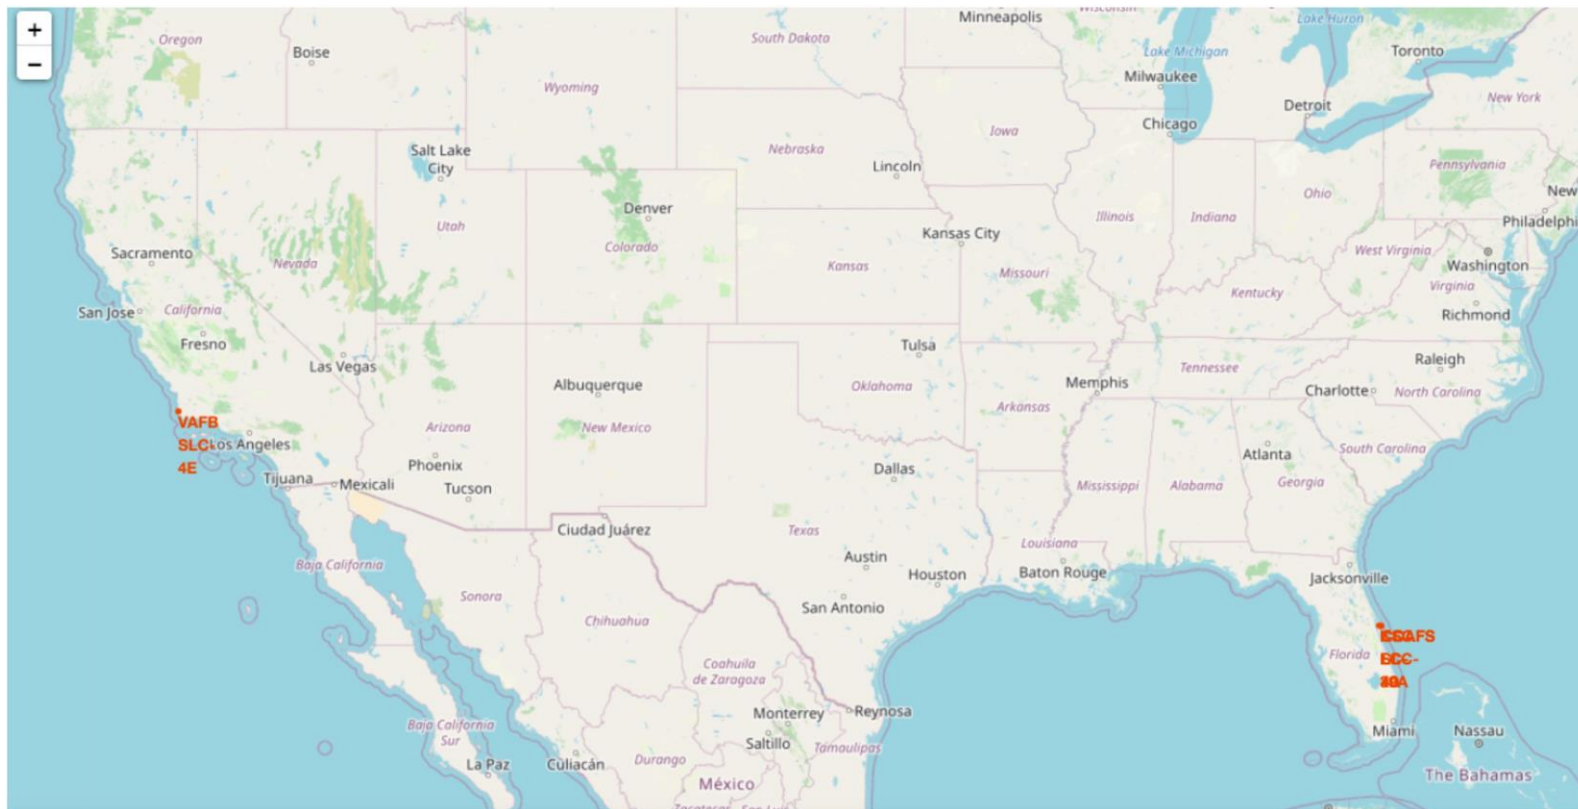 +
−
Minneapolis
Wisconsin
Lake Huron
Oregon
South Dakota
Boise
Lake Michigan
Toronto
Milwaukee
Wyoming
New York
Detroit
Chicago
Iowa
Salt Lake
City
Nebraska
Lincoln
Pennsylvania
Ohio
New
Denver
Illinois
Indiana
Philadelphi
Utah
Kansas City
Colorado
Sacramento
West Virginia
Nevada
Kansas
Missouri
Washington
Kentucky
Virginia
San Jose
California
Richmond
Fresno
Tulsa
Las Vegas
Raleigh
Tennessee
Albuquerque
Oklahoma
Memphis
Charlotte
North Carolina
Arkansas
VAFB
SLC-
4E
Los Angeles
Arizona
New Mexico
South Carolina
Atlanta
Phoenix
Dallas
Tijuana
Mexicali
Tucson
Mississippi
Alabama
Georgia
Ciudad Juárez
Texas
Louisiana
Austin
Baja California
Houston
Baton Rouge
Jacksonville
Sonora
San Antonio
Chihuahua
Florida
Coahuila
de Zaragoza
Monterrey
Reynosa
Baja California
Sur
Saltillo
Tamaulipas
Miami
Nassau
La Paz
Culiacán
Durango
México
The Bahamas